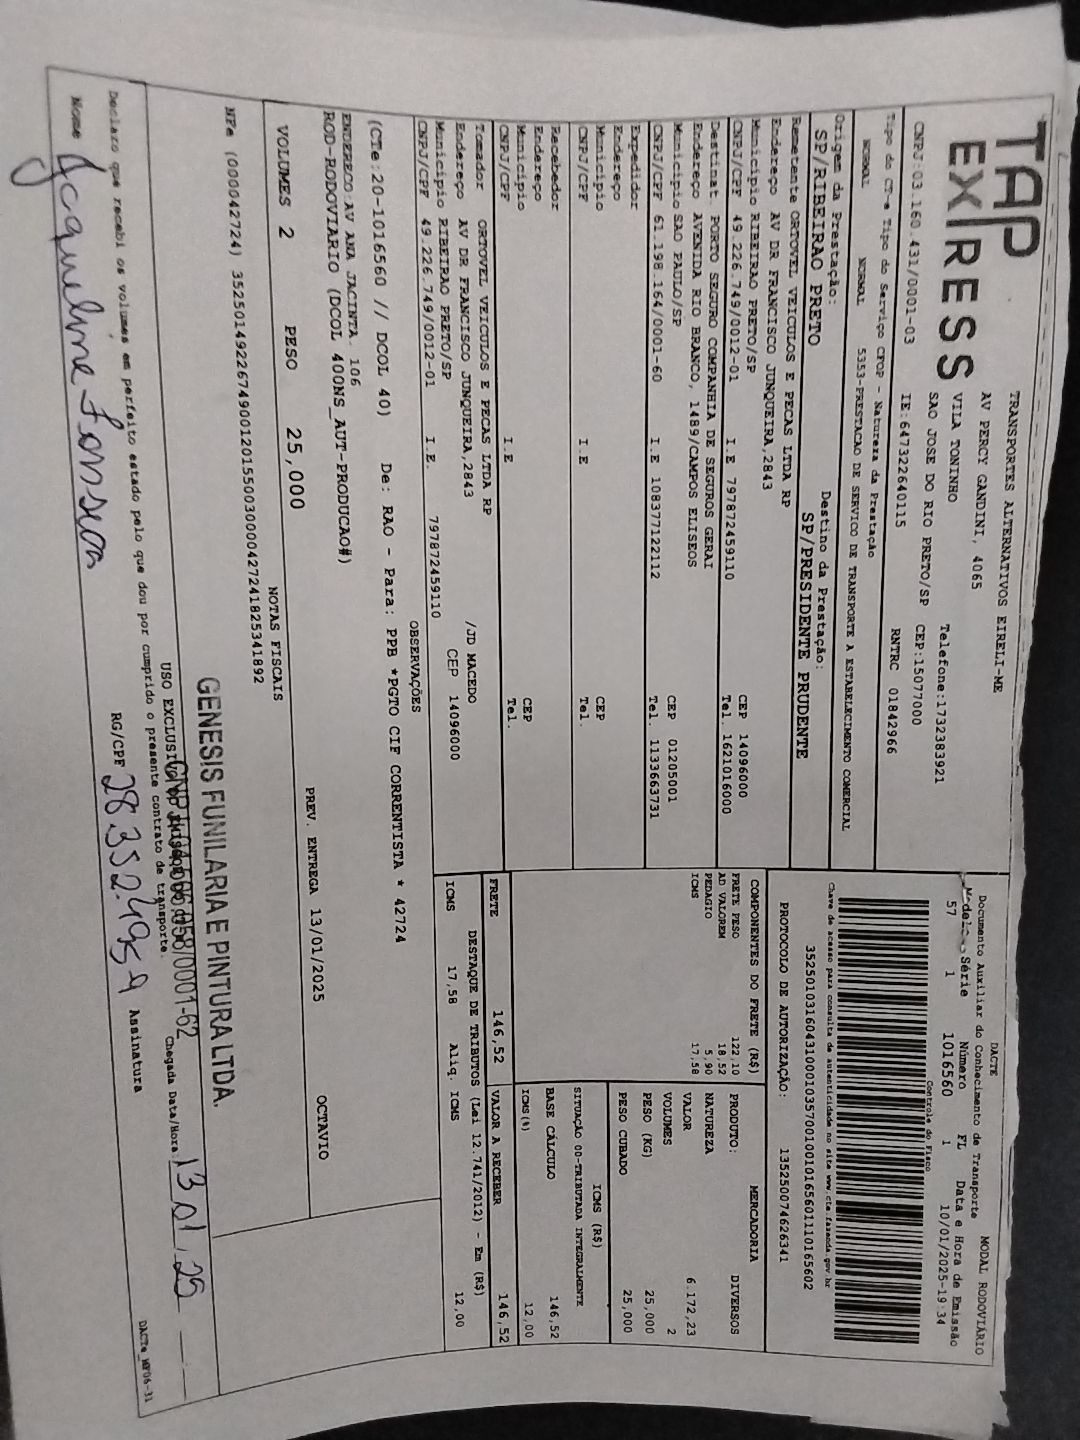 TAP
EXPRESS
TRANSPORTES ALTERNATIVOS EIRELI-ME
AV PERCY GANDINI, 4065
VILA TONINHO
Telefone:1732383921
SAO JOSE DO RIO PRETO/SP CEP:15077000
CNPJ:03.160.431/0001-03 IE:647322640115 RNTRC 01842966
Tipo do CT-e Tipo do Serviço CFOP - Natureza da Prestação
NORMAL NORMAL 5353-PRESTACAO DE SERVICO DE TRANSPORTE A ESTABELECIMENTO COMERCIAL
Origem da Prestação: Destino da Prestação:
SP/RIBEIRAO PRETO SP/PRESIDENTE PRUDENTE
DACTE MODAL RODOVIÁRIO
Documento Auxiliar do Conhecimento de Transporte
Modelo Série Número FL Data e Hora de Emissão
57 1 1016560 1 10/01/2025-19:34
Controle do Fisco
Chave de acesso para consulta de autenticidade no site www.cte.fazenda.gov.br
35250103160431000103570010010165601110165602
PROTOCOLO DE AUTORIZAÇÃO: 135250074626341
Remetente ORTOVEL VEICULOS E PECAS LTDA RP
Endereço AV DR FRANCISCO JUNQUEIRA,2843
Municipio RIBEIRAO PRETO/SP CEP 14096000
CNPJ/CPF 49.226.749/0012-01 I.E 797872459110 Tel. 1621016000
Destinat. PORTO SEGURO COMPANHIA DE SEGUROS GERAI
Endereço AVENIDA RIO BRANCO, 1489/CAMPOS ELISEOS
Municipio SAO PAULO/SP CEP 01205001
CNPJ/CPF 61.198.164/0001-60 I.E 108377122112 Tel. 1133663731
Expedidor
Endereço
Municipio CEP
CNPJ/CPF I.E Tel.
Recebedor
Endereço
Municipio CEP
CNPJ/CPF I.E Tel.
Tomador ORTOVEL VEICULOS E PECAS LTDA RP
Endereço AV DR FRANCISCO JUNQUEIRA,2843 /JD MACEDO
Municipio RIBEIRAO PRETO/SP CEP 14096000
CNPJ/CPF 49.226.749/0012-01 I.E. 797872459110
COMPONENTES DO FRETE (R$)
FRETE PESO 122,10
AD VALOREM 18,52
PEDAGIO 5,90
ICMS 17,58
MERCADORIA
PRODUTO: DIVERSOS
NATUREZA
VALOR 6.172,23
VOLUMES 2
PESO (KG) 25,000
PESO CUBADO 25,000
ICMS (R$)
SITUAÇÃO 00-TRIBUTADA INTEGRALMENTE
BASE CÁLCULO 146,52
ICMS(%) 12,00
FRETE 146,52 VALOR A RECEBER 146,52
DESTAQUE DE TRIBUTOS (Lei 12.741/2012) - Em (R$)
ICMS 17,58 Aliq. ICMS 12,00
OBSERVAÇÕES
(CTe:20-1016560 // DCOL 40) De: RAO - Para: PPB *PGTO CIF CORRENTISTA * 42724
ENDERECO:AV ANA JACINTA 106
ROD-RODOVIARIO (DCOL 400NS_AUT-PRODUCAO#)
PREV. ENTREGA 13/01/2025 OCTAVIO
VOLUMES 2 PESO 25,000
NOTAS FISCAIS
NFe (000042724) 35250149226749001201550030000427241825341892
GENESIS FUNILARIA E PINTURA LTDA.
Declaro que recebi os volumes em perfeito estado pelo que dou por cumprido o presente contrato de transporte.
Chegada Data/Hora 13 01 25
Nome Jaqueline Fonseca RG/CPF 28.352.495-9 Assinatura
DACTe_MF06-31